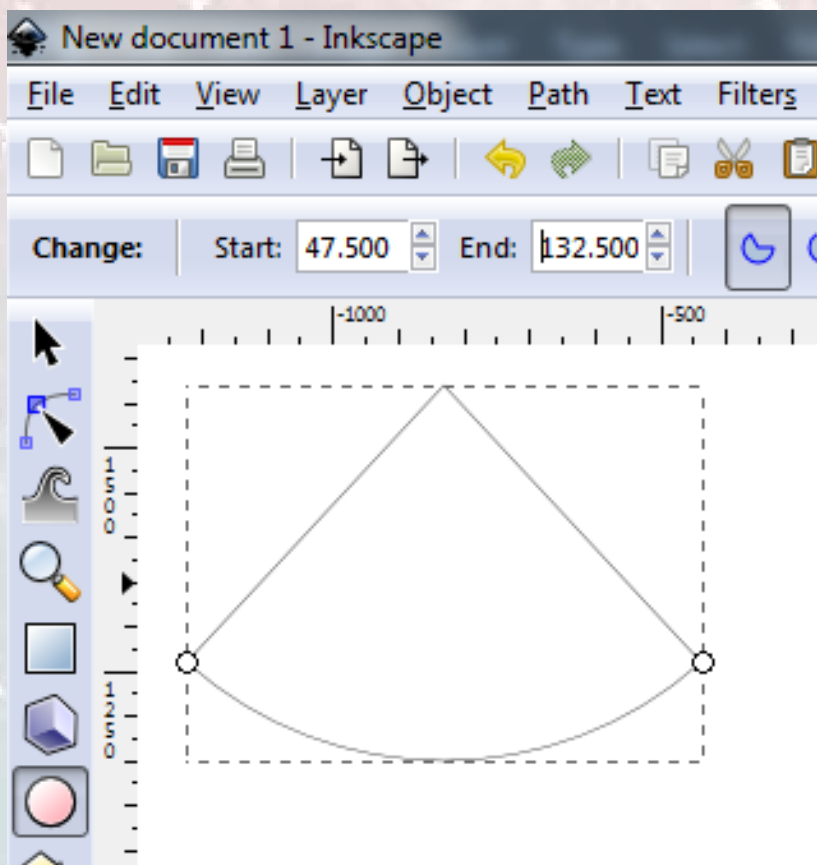 New document 1 - Inkscape
File Edit View Layer Object Path Text Filters
Change: Start: 47.500 End: 132.500
-1000 -500
1500
1250